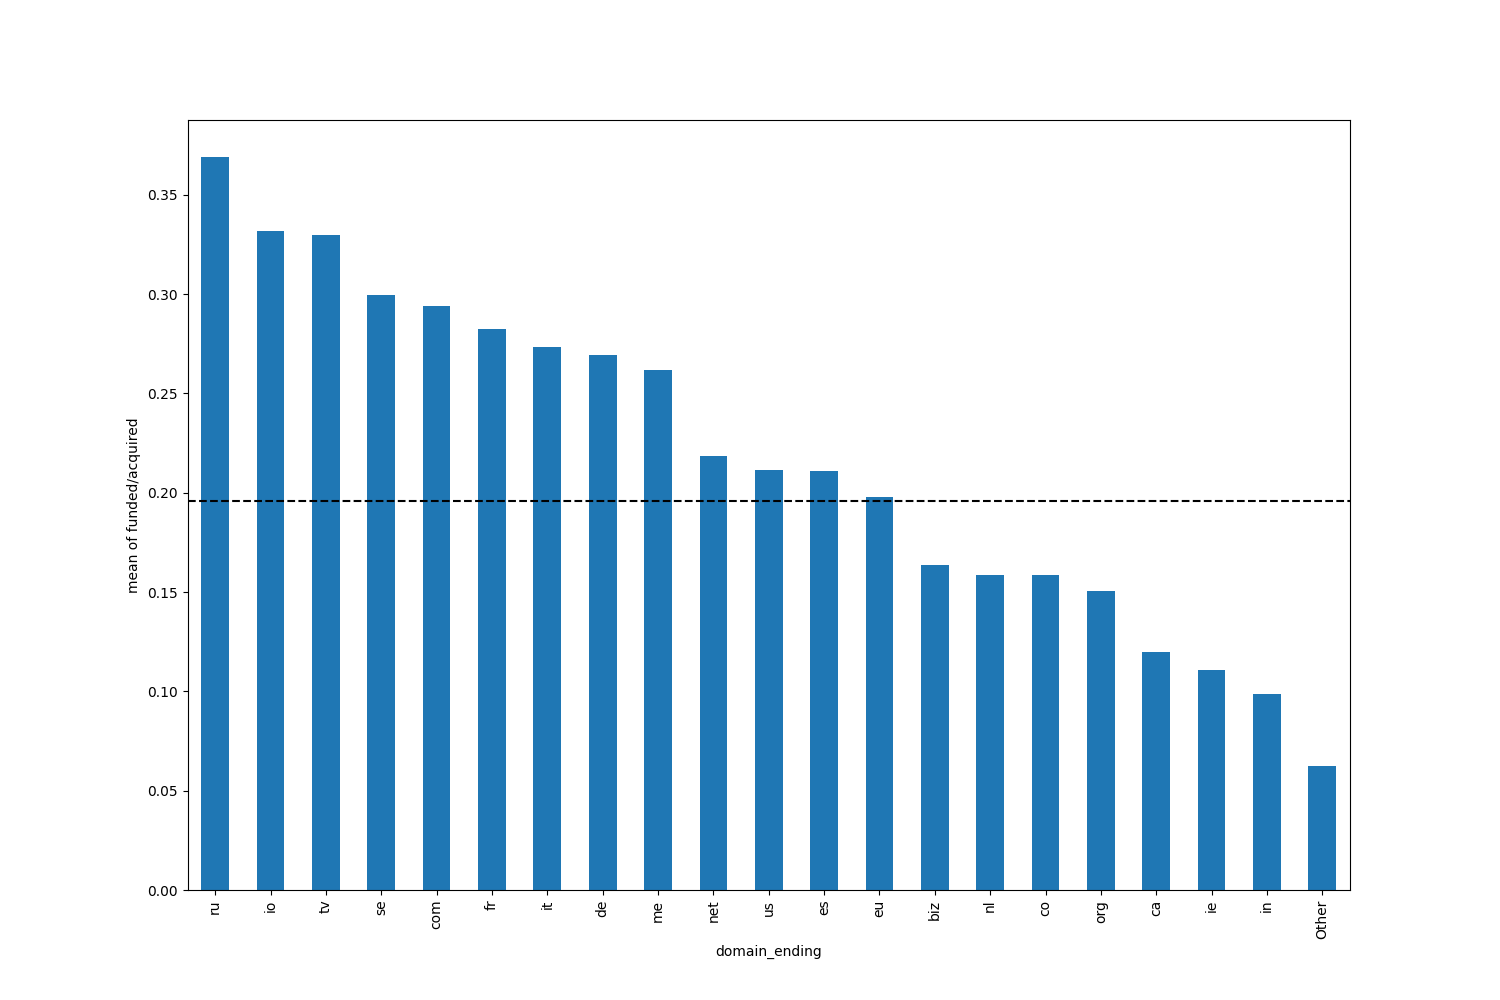 mean of funded/acquired
0.35
0.30
0.25
0.20
0.15
0.10
0.05
0.00
ru io tv se com fr it de me net us es eu biz nl co org ca ie in Other
domain_ending